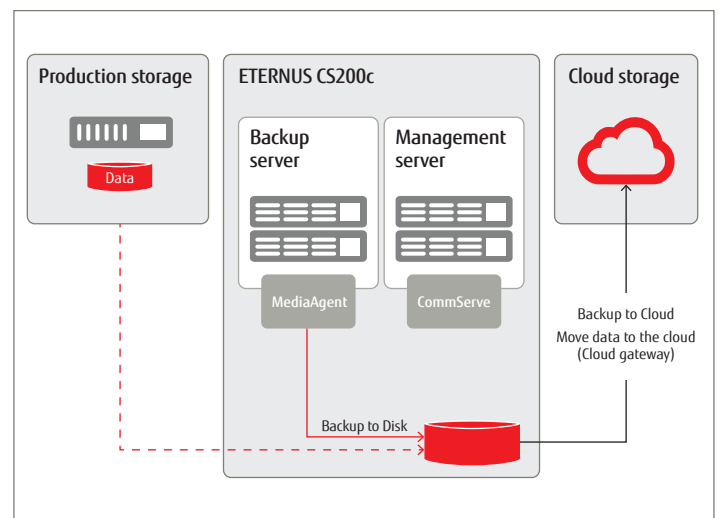 Production storage
Data
ETERNUS CS200c
Backup
server
MediaAgent
Management
server
CommServe
Backup to Disk
Cloud storage
Backup to Cloud
Move data to the cloud
(Cloud gateway)